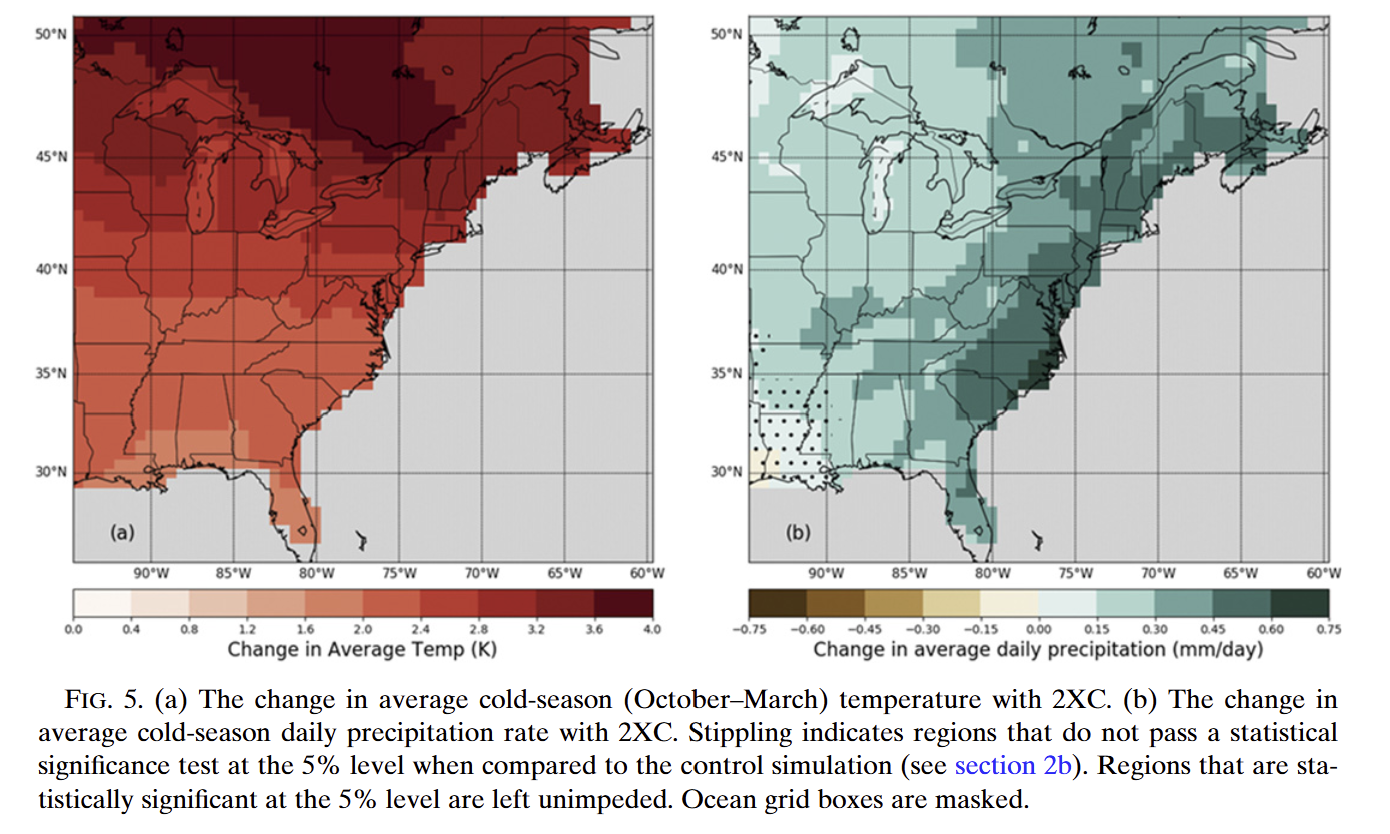 50°N
45°N
40°N
35°N
30°N
(a)
90°W 85°W 80°W 75°W 70°W 65°W 60°W
0.0 0.4 0.8 1.2 1.6 2.0 2.4 2.8 3.2 3.6 4.0
Change in Average Temp (K)
50°N
45°N
40°N
35°N
30°N
(b)
90°W 85°W 80°W 75°W 70°W 65°W 60°W
−0.75 −0.60 −0.45 −0.30 −0.15 0.00 0.15 0.30 0.45 0.60 0.75
Change in average daily precipitation (mm/day)
FIG. 5. (a) The change in average cold-season (October–March) temperature with 2XC. (b) The change in
average cold-season daily precipitation rate with 2XC. Stippling indicates regions that do not pass a statistical
significance test at the 5% level when compared to the control simulation (see section 2b). Regions that are sta-
tistically significant at the 5% level are left unimpeded. Ocean grid boxes are masked.